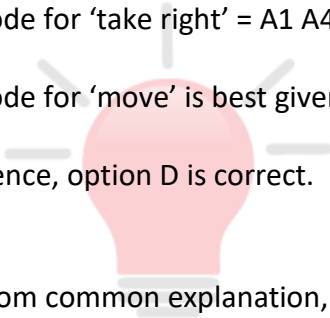 ode for ‘take right’ = A1 A4
ode for ‘move’ is best given
ence, option D is correct.
om common explanation,